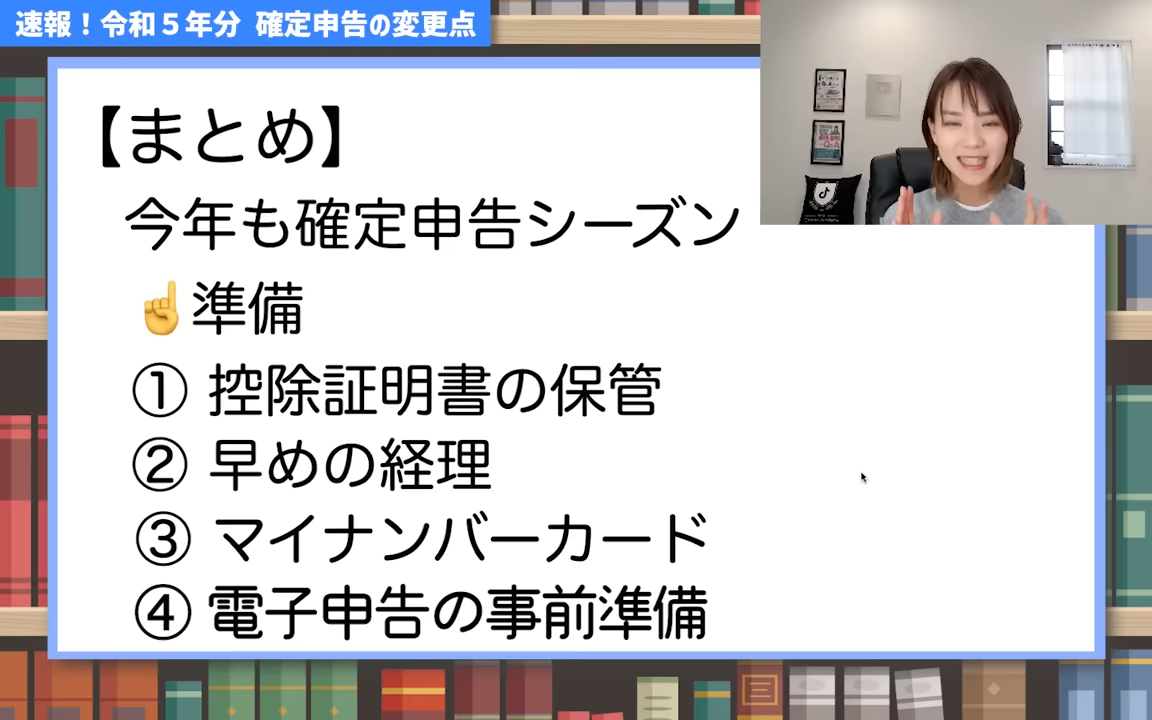 速報！令和５年分 確定申告の変更点
【まとめ】
今年も確定申告シーズン
☝準備
① 控除証明書の保管
② 早めの経理
③ マイナンバーカード
④ 電子申告の事前準備